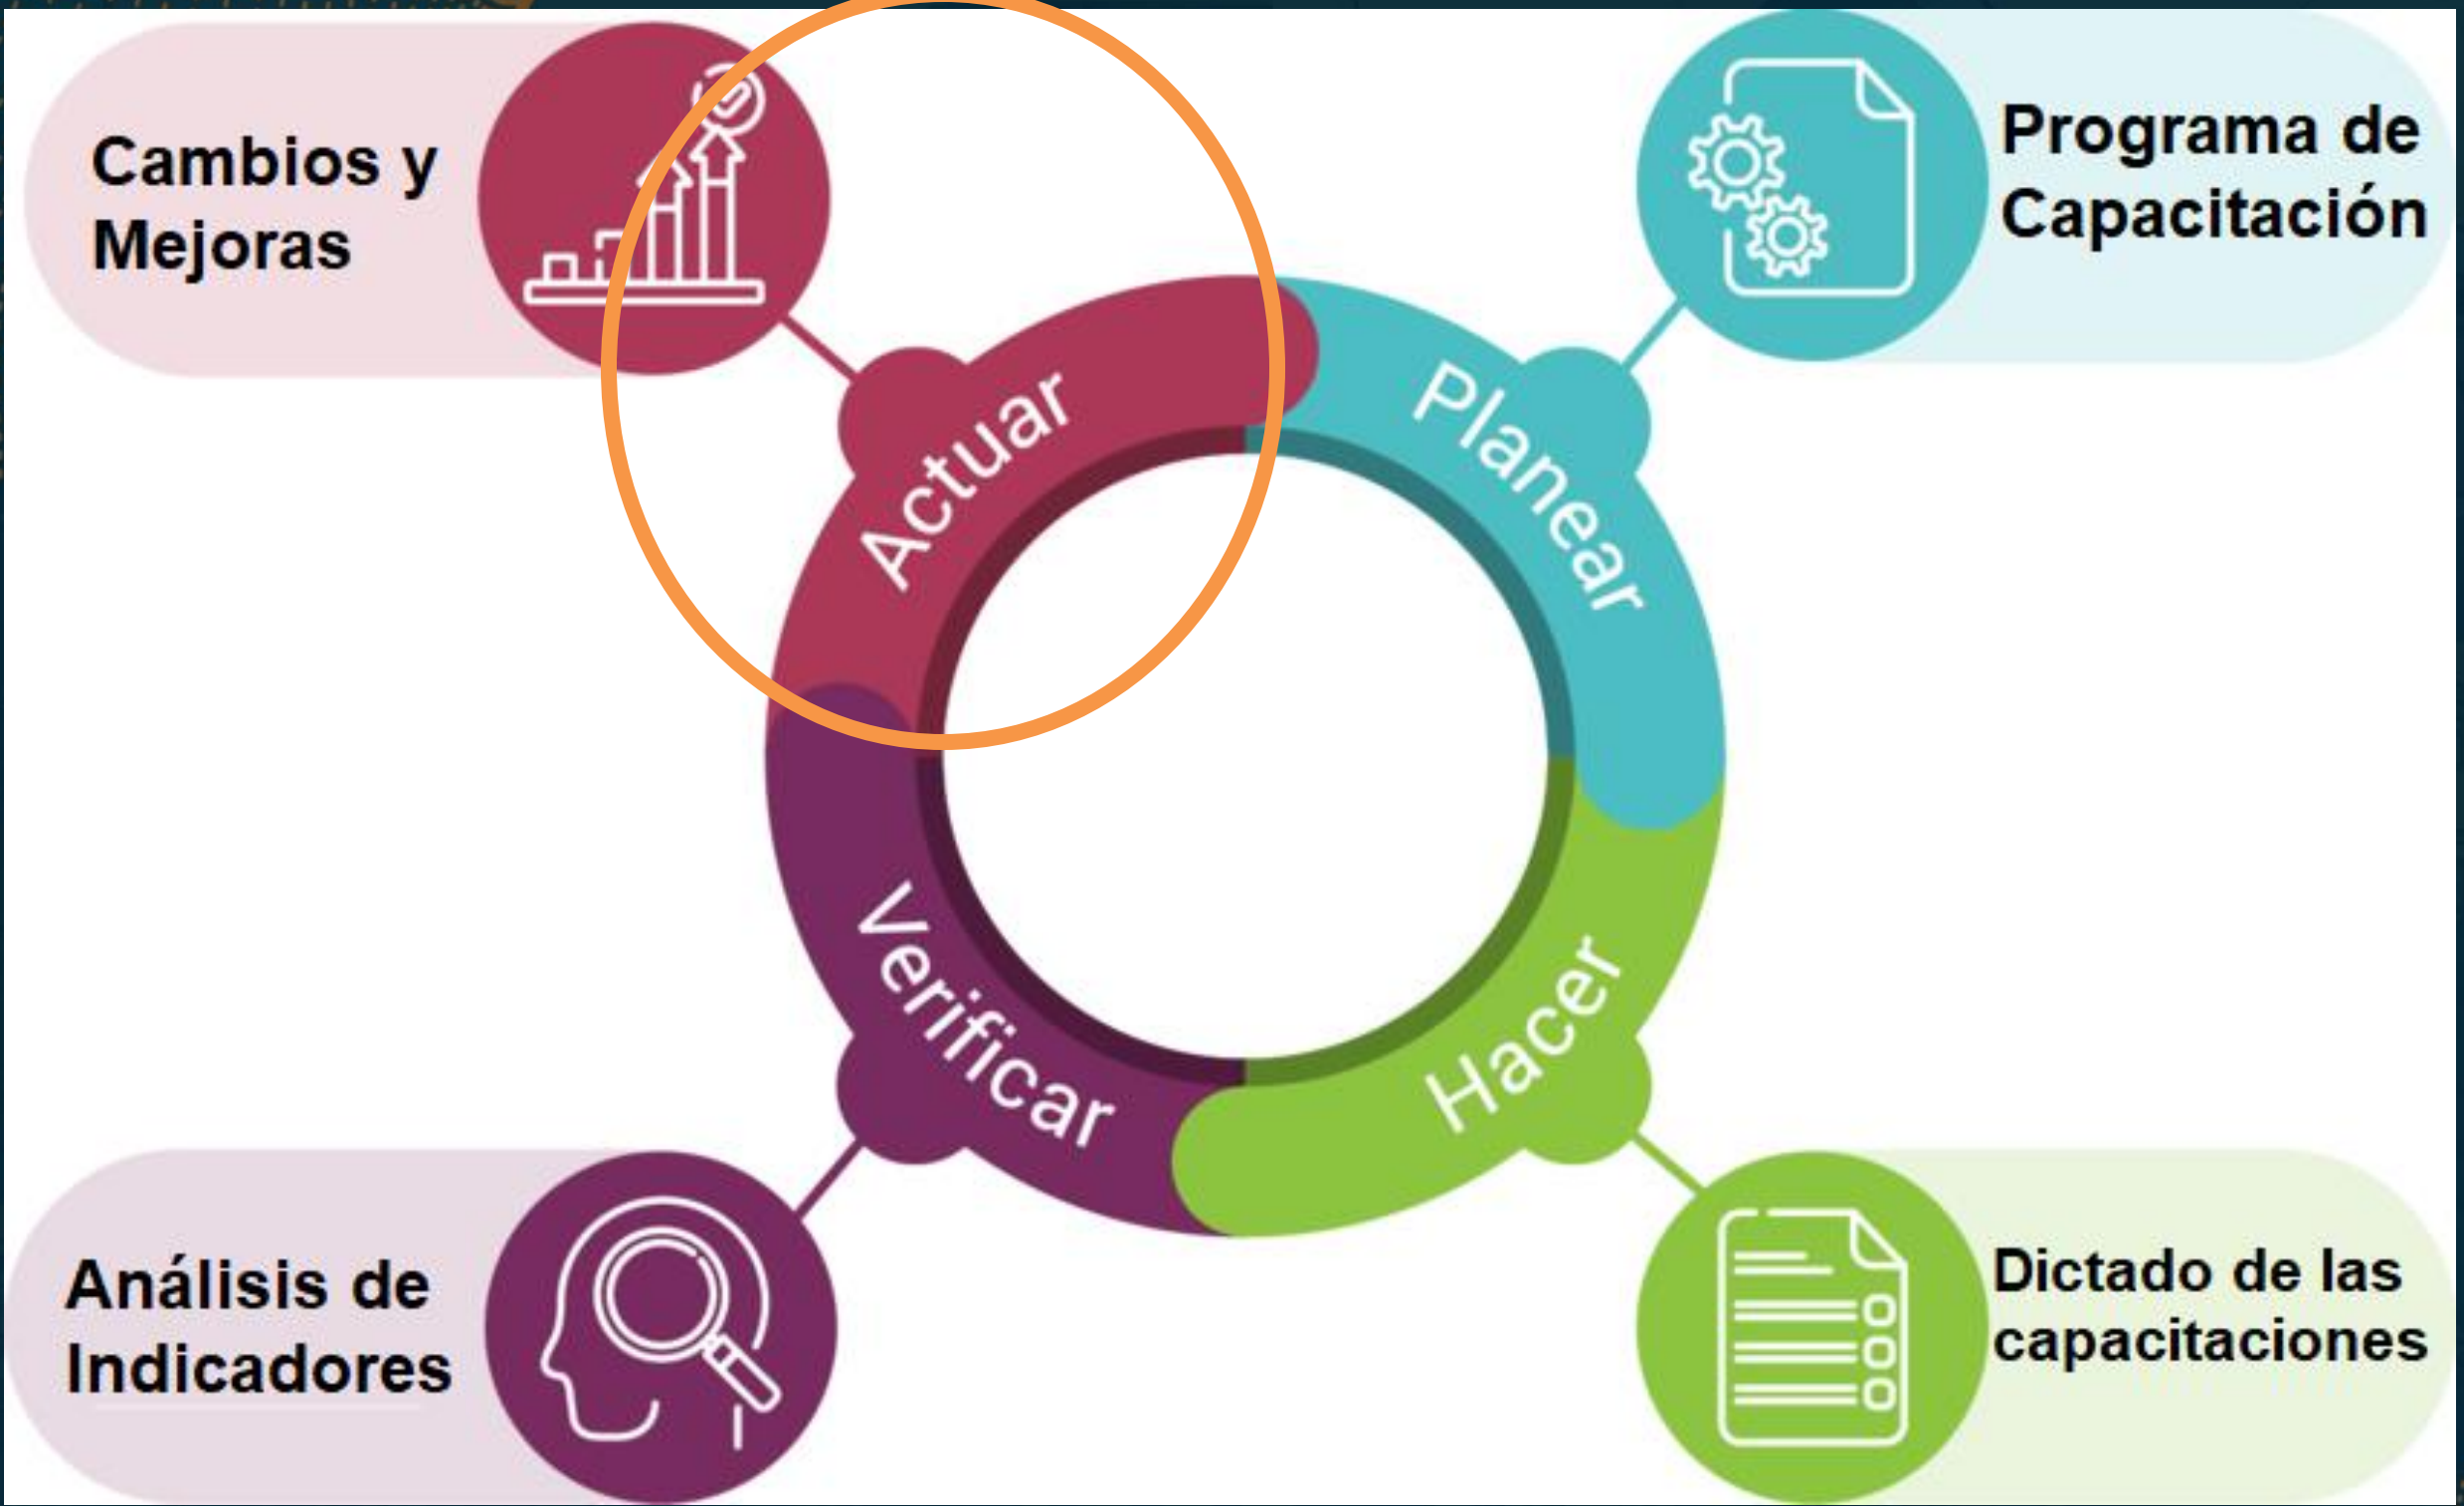 Cambios y
Mejoras
Programa de
Capacitación
Actuar
Planear
Verificar
Hacer
Análisis de
Indicadores
Dictado de las
capacitaciones